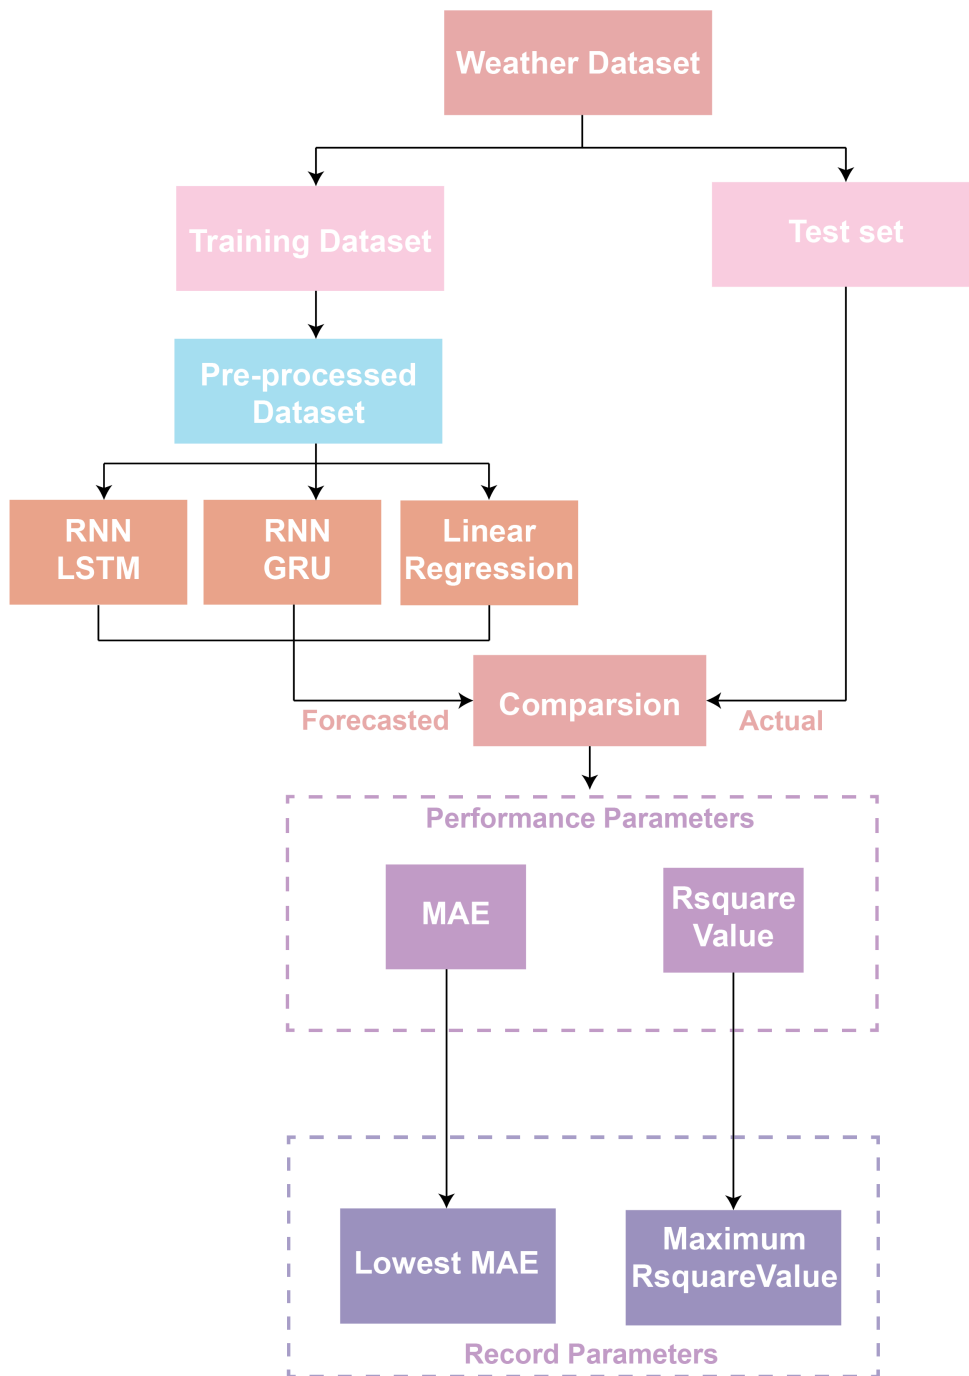 Weather Dataset
Training Dataset
Test set
Pre-processed
Dataset
RNN
LSTM
RNN
GRU
Linear
Regression
Forecasted
Comparsion
Actual
Performance Parameters
MAE
Rsquare
Value
Lowest MAE
Maximum
RsquareValue
Record Parameters